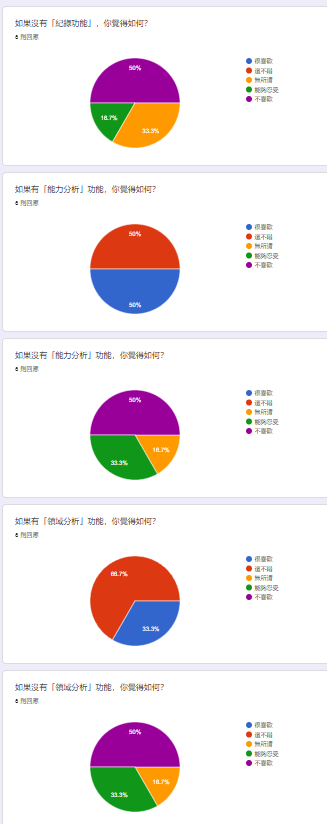 如果沒有「紀錄功能」，你覺得如何?
6 則回應
50%
16.7%
33.3%
很喜歡
還不錯
無所謂
能夠忍受
不喜歡
如果有「能力分析」功能，你覺得如何?
6 則回應
50%
50%
很喜歡
還不錯
無所謂
能夠忍受
不喜歡
如果沒有「能力分析」功能，你覺得如何?
6 則回應
50%
33.3%
16.7%
很喜歡
還不錯
無所謂
能夠忍受
不喜歡
如果有「領域分析」功能，你覺得如何?
6 則回應
66.7%
33.3%
很喜歡
還不錯
無所謂
能夠忍受
不喜歡
如果沒有「領域分析」功能，你覺得如何?
6 則回應
50%
33.3%
16.7%
很喜歡
還不錯
無所謂
能夠忍受
不喜歡